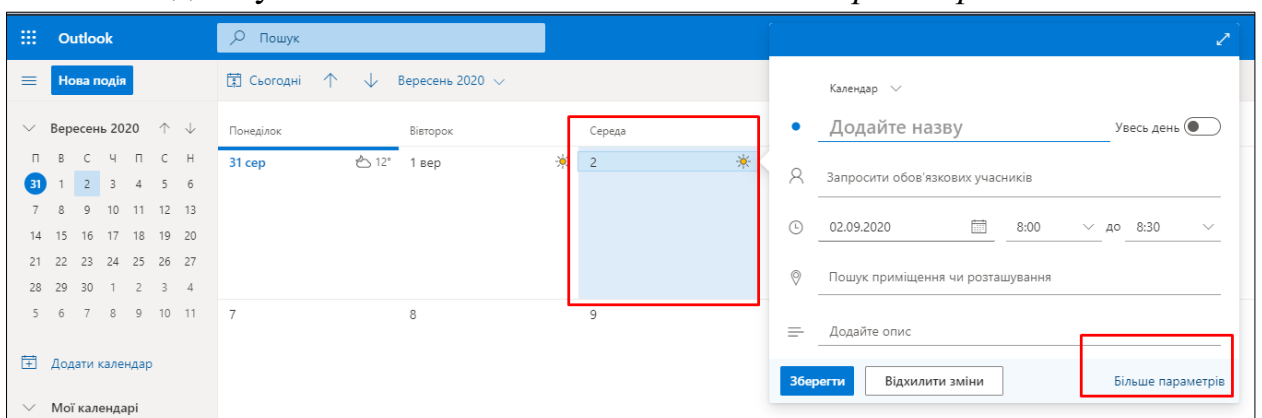 Outlook
Пошук
Нова подія
Сьогодні
Вересень 2020
Вересень 2020
П В С Ч П С Н
31 1 2 3 4 5 6
7 8 9 10 11 12 13
14 15 16 17 18 19 20
21 22 23 24 25 26 27
28 29 30 1 2 3 4
5 6 7 8 9 10 11
Додати календар
Мої календарі
Понеділок Вівторок Середа
31 сер 12° 1 вер 2
7 8 9
Календар
Додайте назву Увесь день
Запросити обов'язкових учасників
02.09.2020 8:00 до 8:30
Пошук приміщення чи розташування
Додайте опис
Зберегти Відхилити зміни Більше параметрів